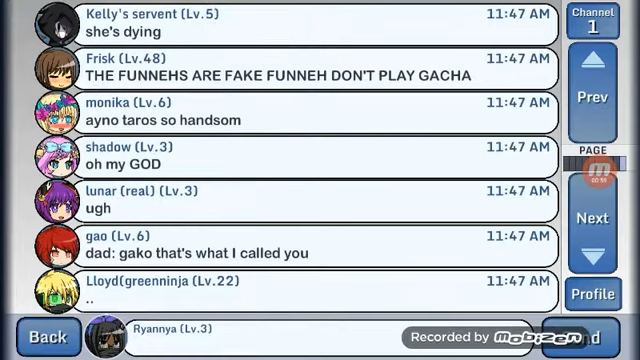 Kelly's servent (Lv.5) 11:47 AM Channel
she's dying 1
Frisk (Lv.48) 11:47 AM
THE FUNNEHS ARE FAKE FUNNEH DON'T PLAY GACHA
Prev
monika (Lv.6) 11:47 AM
ayno taros so handsom
shadow (Lv.3) 11:47 AM PAGE
oh my GOD
00:59
lunar (real) (Lv.3) 11:47 AM
ugh
Next
gao (Lv.6) 11:47 AM
dad: gako that's what I called you
Lloyd(greenninja (Lv.22) 11:47 AM
..
Profile
Back
Ryannya (Lv.3)
Recorded by Mobizen